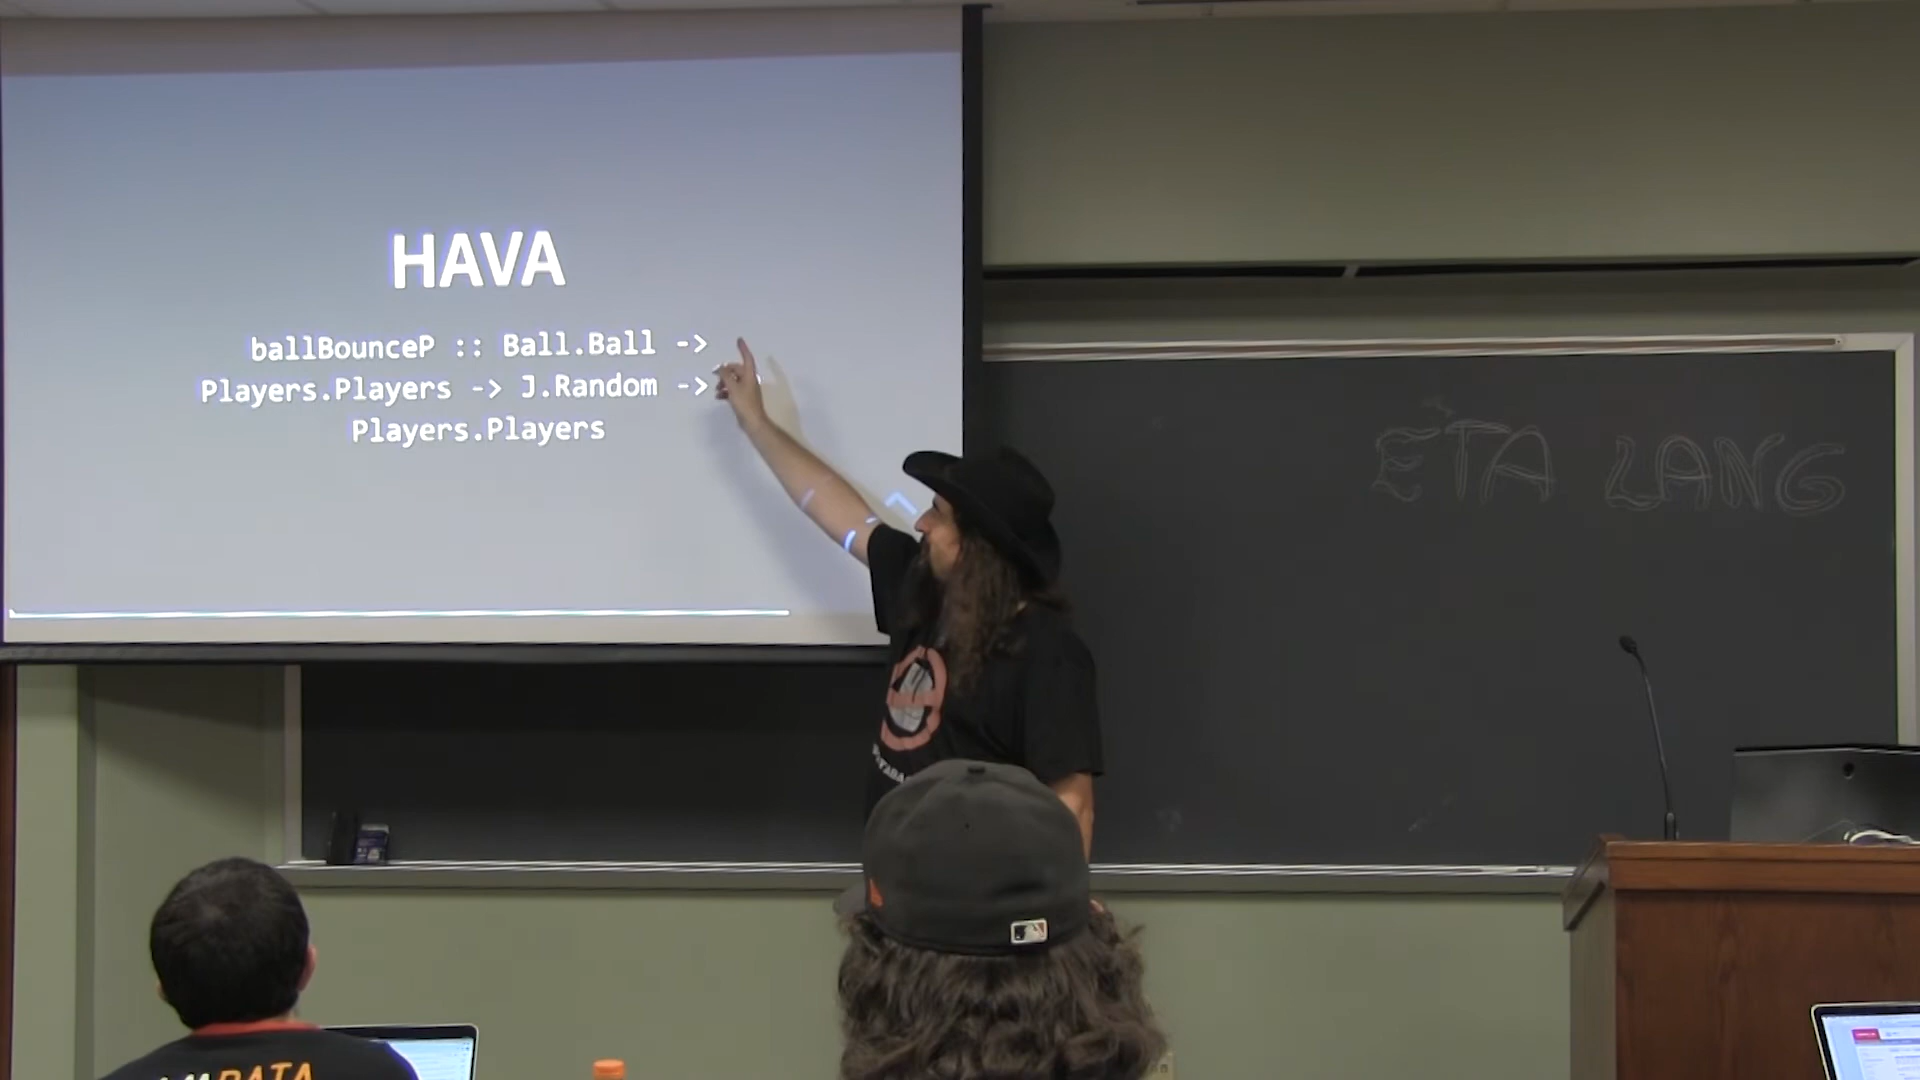 HAVA
ballBounceP :: Ball.Ball ->
Players.Players -> J.Random ->
Players.Players
ETA LANG